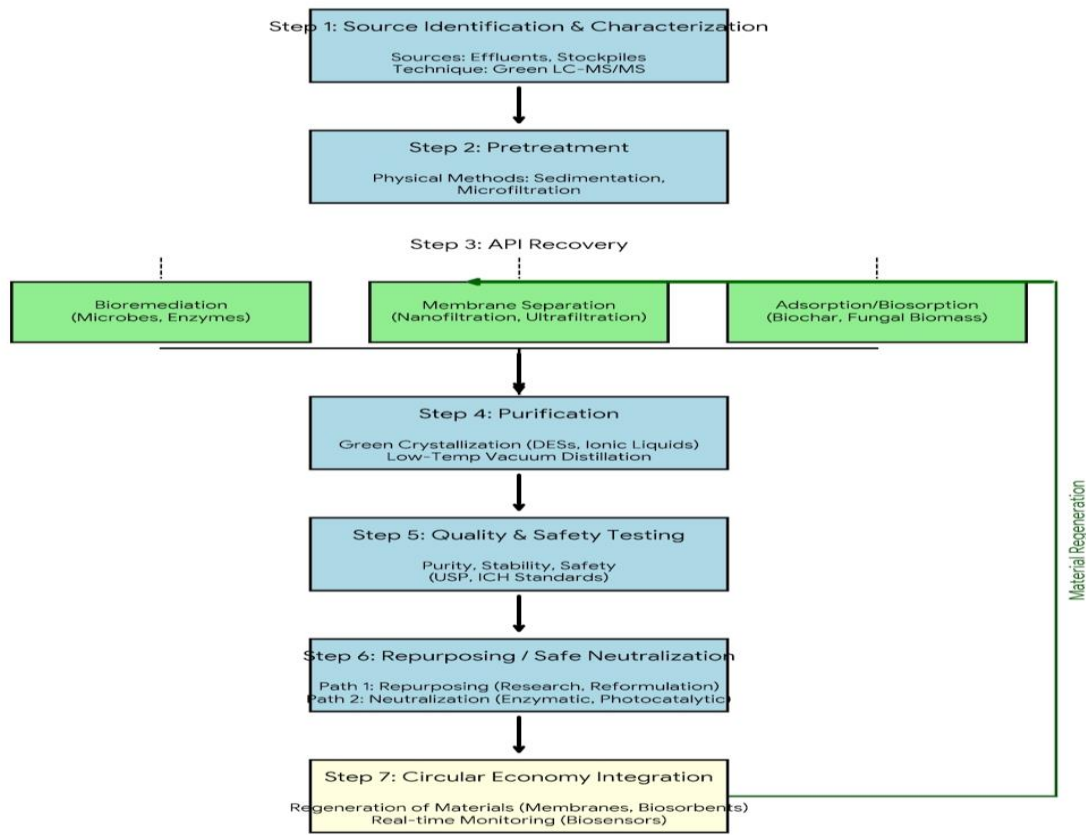 Step 1: Source Identification & Characterization
Sources: Effluents, Stockpiles
Technique: Green LC-MS/MS
Step 2: Pretreatment
Physical Methods: Sedimentation,
Microfiltration
Step 3: API Recovery
Bioremediation
(Microbes, Enzymes)
Membrane Separation
(Nanofiltration, Ultrafiltration)
Adsorption/Biosorption
(Biochar, Fungal Biomass)
Step 4: Purification
Green Crystallization (DESs, Ionic Liquids)
Low-Temp Vacuum Distillation
Step 5: Quality & Safety Testing
Purity, Stability, Safety
(USP, ICH Standards)
Step 6: Repurposing / Safe Neutralization
Path 1: Repurposing (Research, Reformulation)
Path 2: Neutralization (Enzymatic, Photocatalytic)
Step 7: Circular Economy Integration
Regeneration of Materials (Membranes, Biosorbents)
Real-time Monitoring (Biosensors)
Material Regeneration